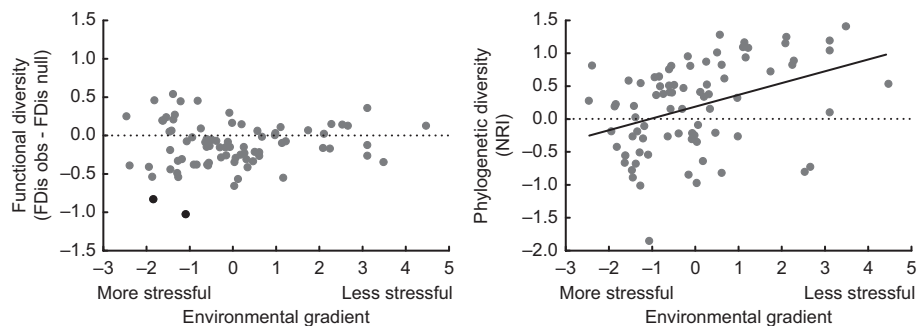 Functional diversity
(FDis obs - FDis null)
1.5
1.0
0.5
0.0
–0.5
–1.0
–1.5
–3 –2 –1 0 1 2 3 4 5
More stressful Less stressful
Environmental gradient
Phylogenetic diversity
(NRI)
1.5
1.0
0.5
0.0
–0.5
–1.0
–1.5
–2.0
–3 –2 –1 0 1 2 3 4 5
More stressful Less stressful
Environmental gradient